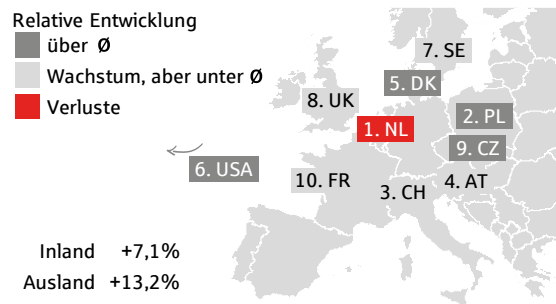 Relative Entwicklung
über Ø
Wachstum, aber unter Ø
Verluste
7. SE
5. DK
8. UK
2. PL
1. NL
9. CZ
6. USA
10. FR
3. CH
4. AT
Inland +7,1%
Ausland +13,2%